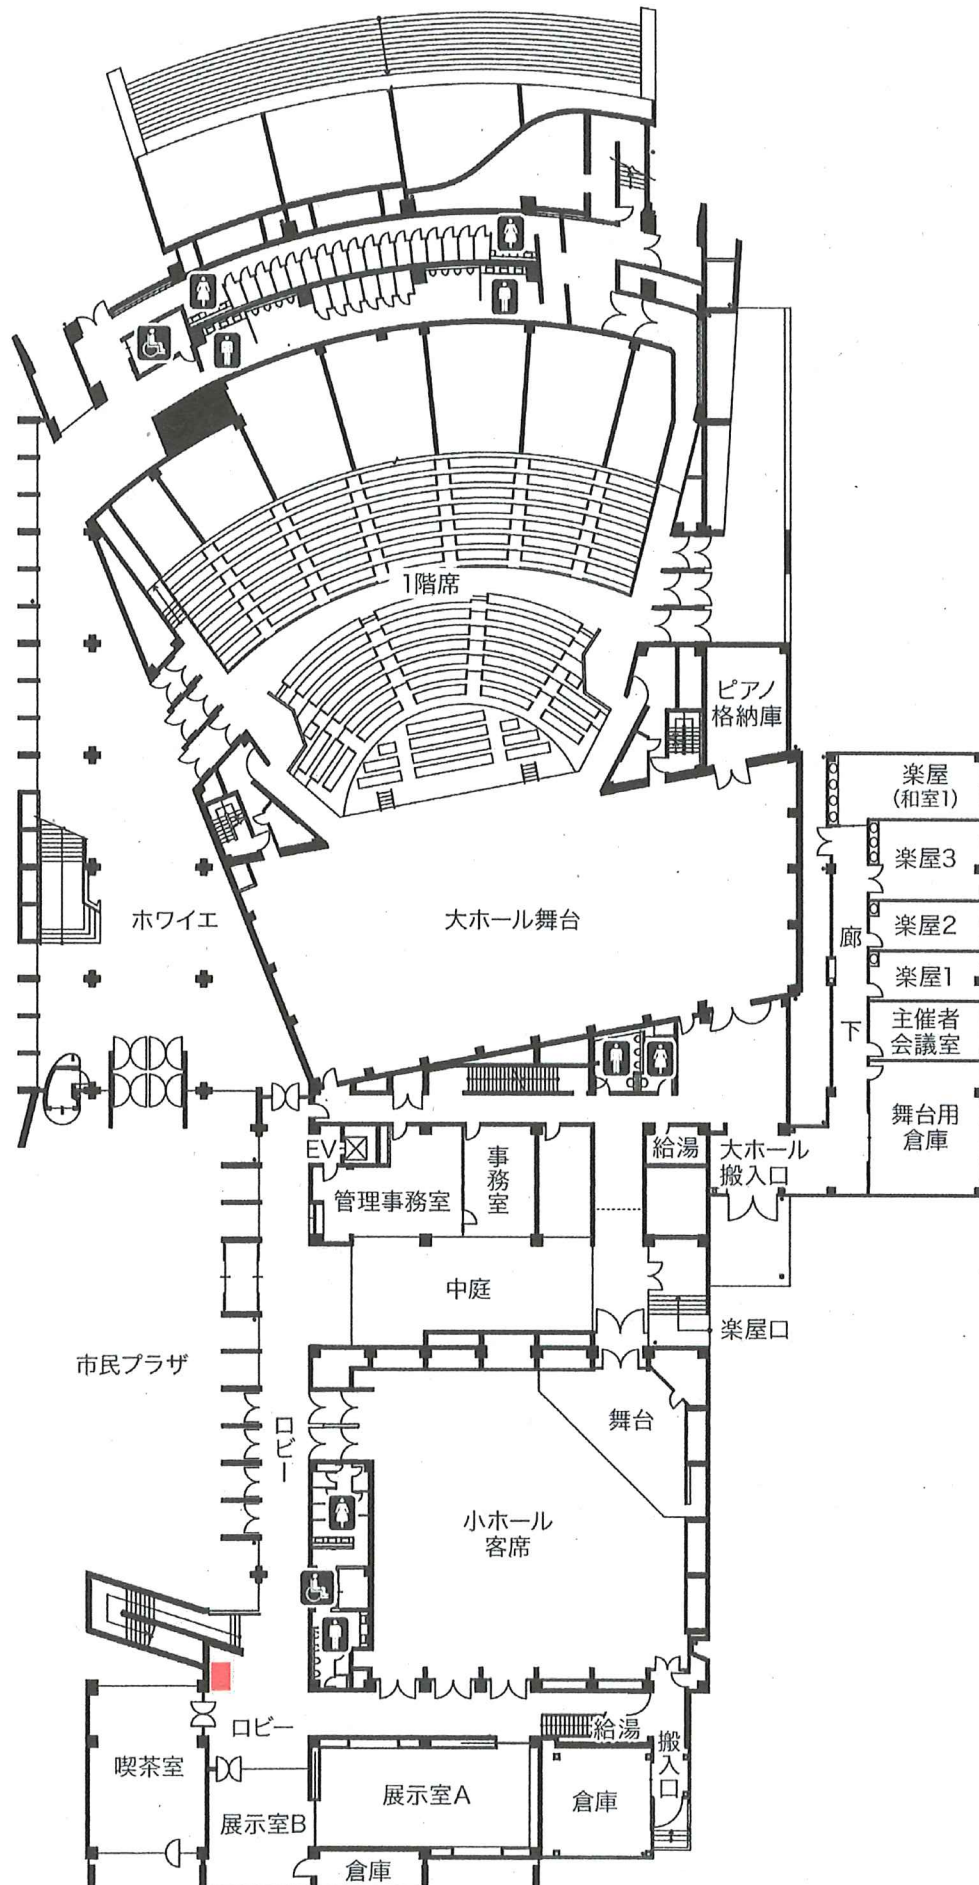 1階席
ピアノ
格納庫
楽屋
(和室1)
楽屋3
楽屋2
楽屋1
主催者
会議室
廊
下
舞台用
倉庫
ホワイエ
大ホール舞台
EV
管理事務室
事
務
室
給湯
大ホール
搬入口
中庭
楽屋口
市民プラザ
ロ
ビ
ー
舞台
小ホール
客席
ロビー
喫茶室
展示室B
展示室A
給湯
搬
入
口
倉庫
倉庫